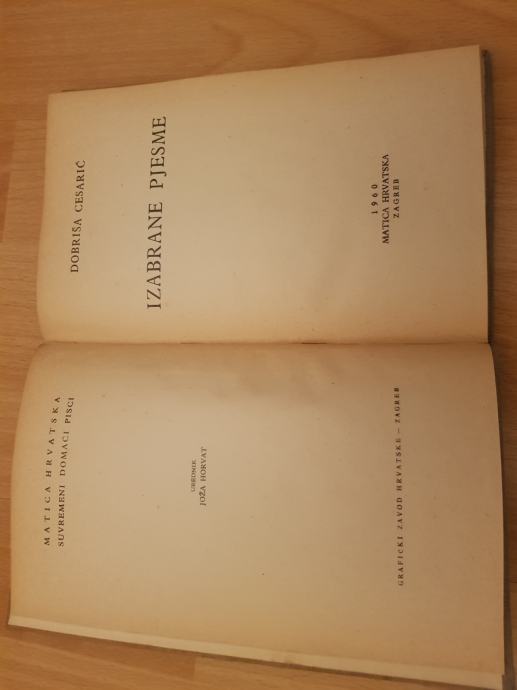 MATICA HRVATSKA
SUVREMENI DOMAĆI PISCI
UREDNIK
JOŽA HORVAT
GRAFIČKI ZAVOD HRVATSKE — ZAGREB
DOBRIŠA CESARIĆ
IZABRANE PJESME
1960
MATICA HRVATSKA
ZAGREB